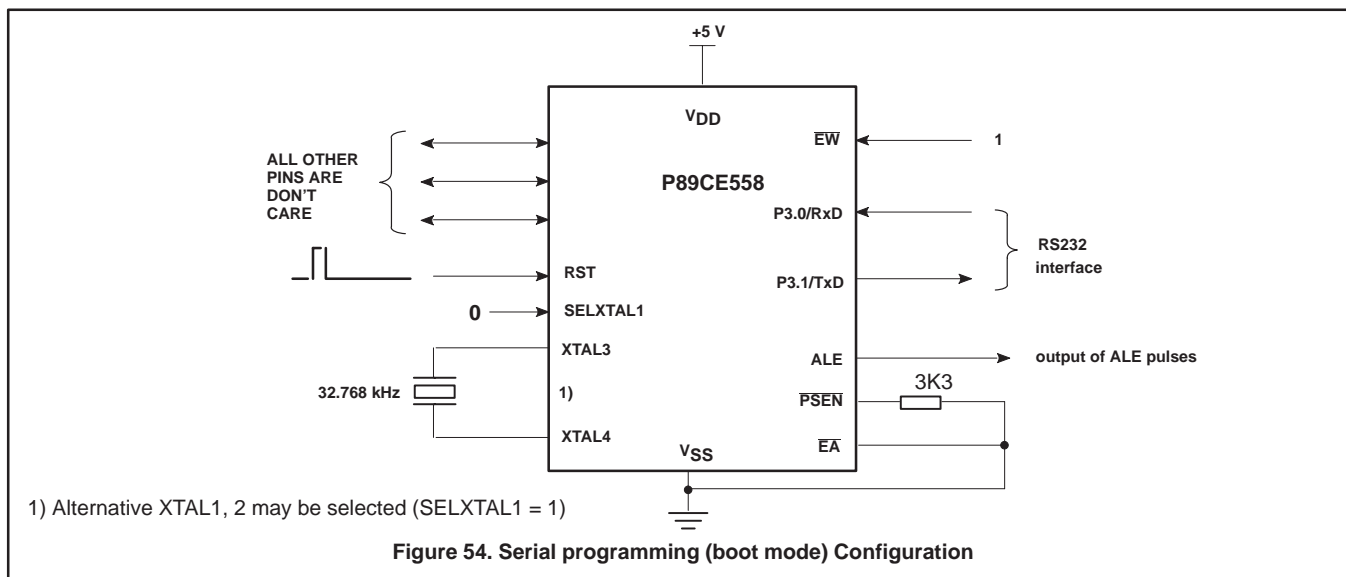 +5 V
VDD
EW
1
ALL OTHER
PINS ARE
DON'T
CARE
P89CE558
P3.0/RxD
RS232
interface
RST
P3.1/TxD
0
SELXTAL1
XTAL3
ALE
output of ALE pulses
32.768 kHz
1)
3K3
PSEN
XTAL4
EA
VSS
1) Alternative XTAL1, 2 may be selected (SELXTAL1 = 1)
Figure 54. Serial programming (boot mode) Configuration